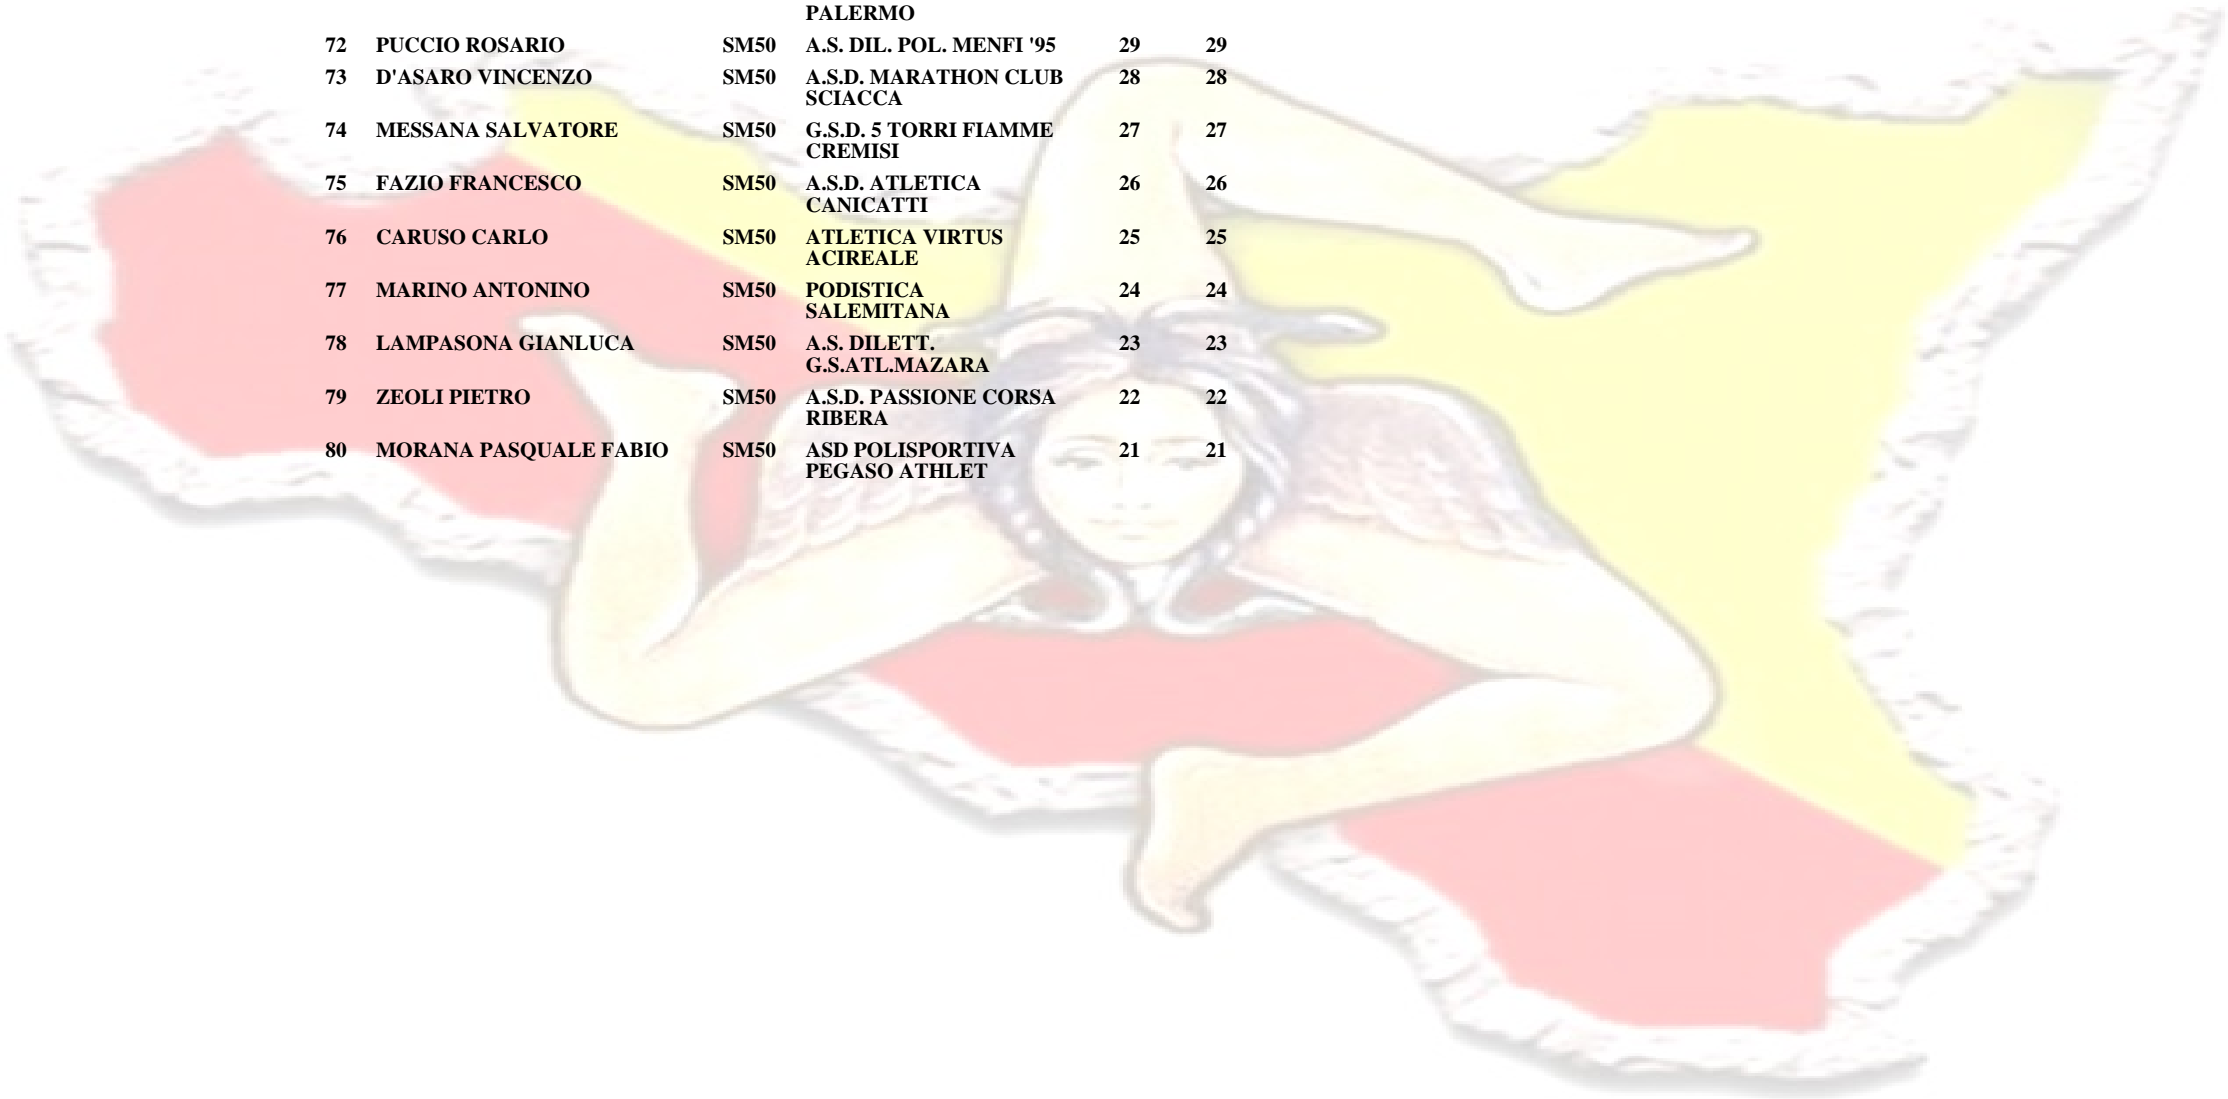 PALERMO
72 PUCCIO ROSARIO SM50 A.S. DIL. POL. MENFI '95 29 29
73 D'ASARO VINCENZO SM50 A.S.D. MARATHON CLUB 28 28
SCIACCA
74 MESSANA SALVATORE SM50 G.S.D. 5 TORRI FIAMME 27 27
CREMISI
75 FAZIO FRANCESCO SM50 A.S.D. ATLETICA 26 26
CANICATTI
76 CARUSO CARLO SM50 ATLETICA VIRTUS 25 25
ACIREALE
77 MARINO ANTONINO SM50 PODISTICA 24 24
SALEMITANA
78 LAMPASONA GIANLUCA SM50 A.S. DILETT. 23 23
G.S.ATL.MAZARA
79 ZEOLI PIETRO SM50 A.S.D. PASSIONE CORSA 22 22
RIBERA
80 MORANA PASQUALE FABIO SM50 ASD POLISPORTIVA 21 21
PEGASO ATHLET